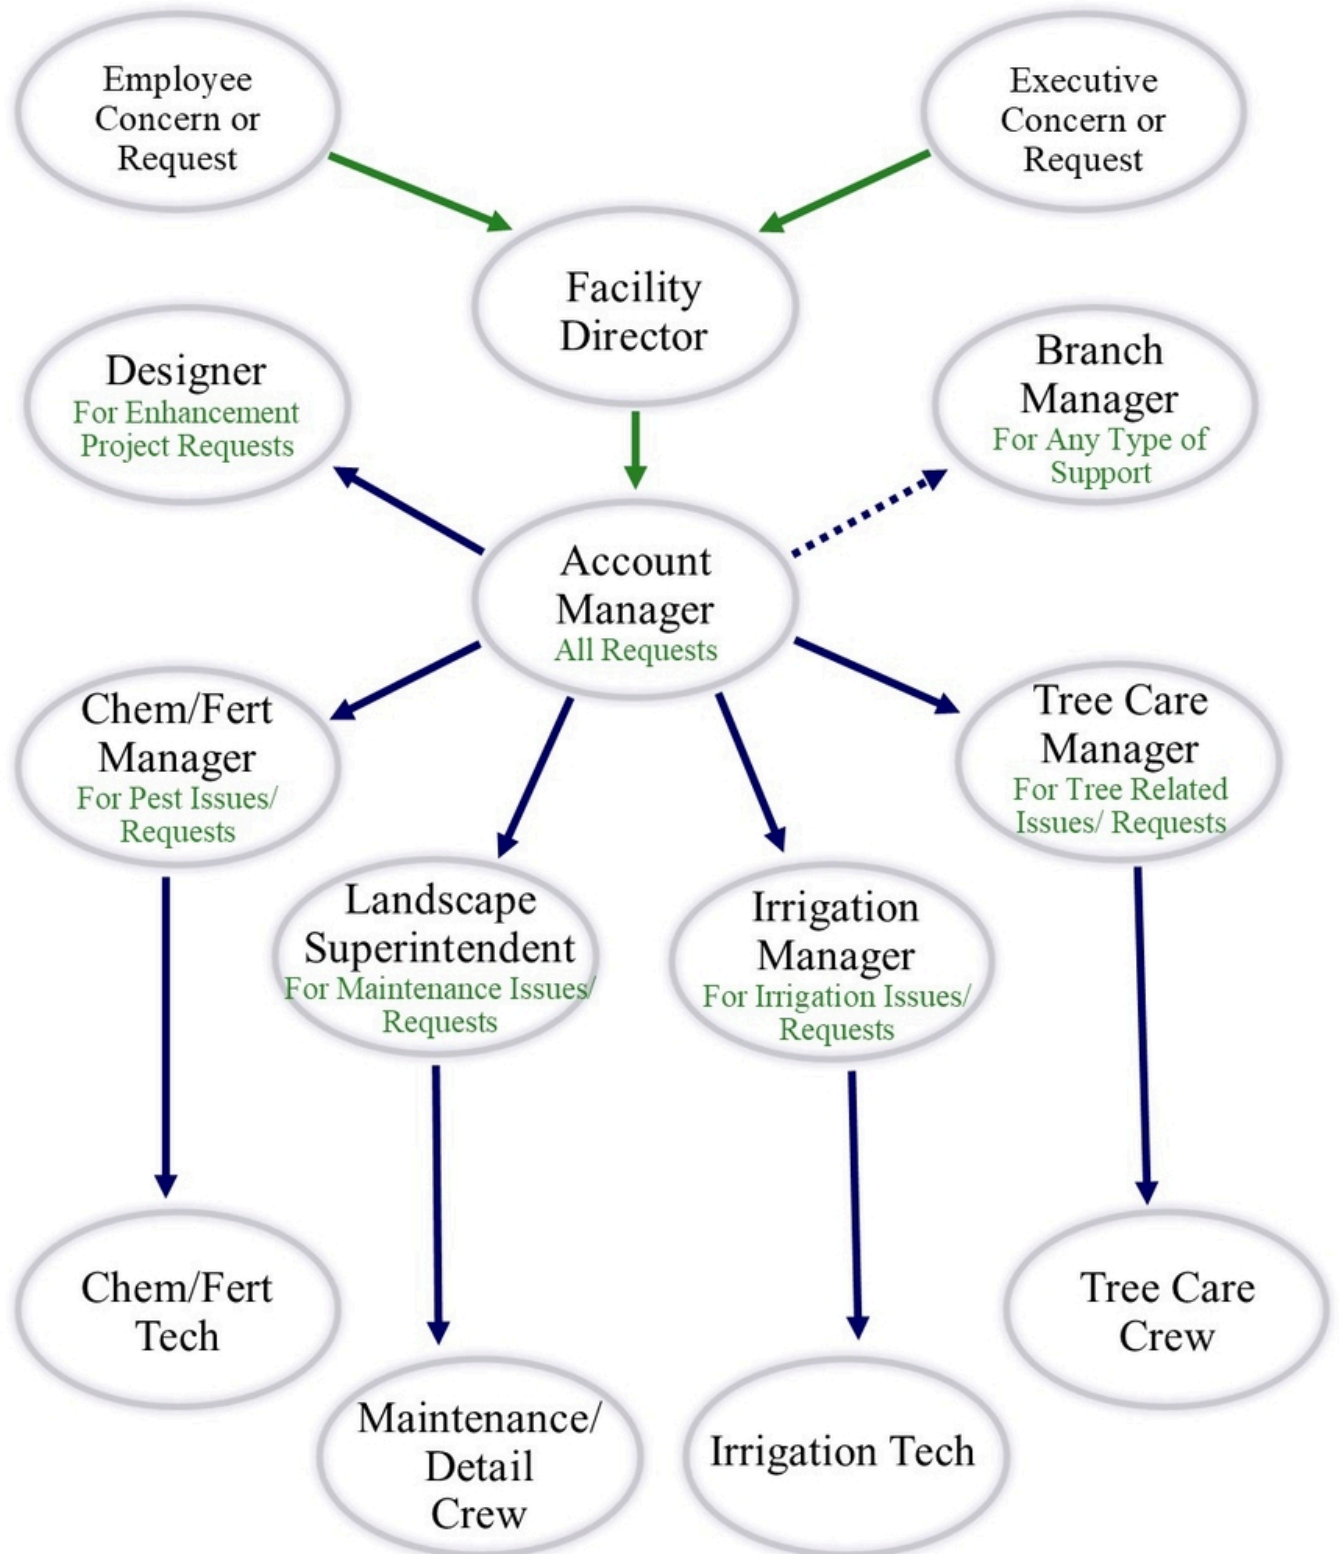 Employee
Concern or
Request
Executive
Concern or
Request
Facility
Director
Designer
For Enhancement
Project Requests
Branch
Manager
For Any Type of
Support
Account
Manager
All Requests
Chem/Fert
Manager
For Pest Issues/
Requests
Tree Care
Manager
For Tree Related
Issues/ Requests
Landscape
Superintendent
For Maintenance Issues/
Requests
Irrigation
Manager
For Irrigation Issues/
Requests
Chem/Fert
Tech
Tree Care
Crew
Maintenance/
Detail
Crew
Irrigation Tech